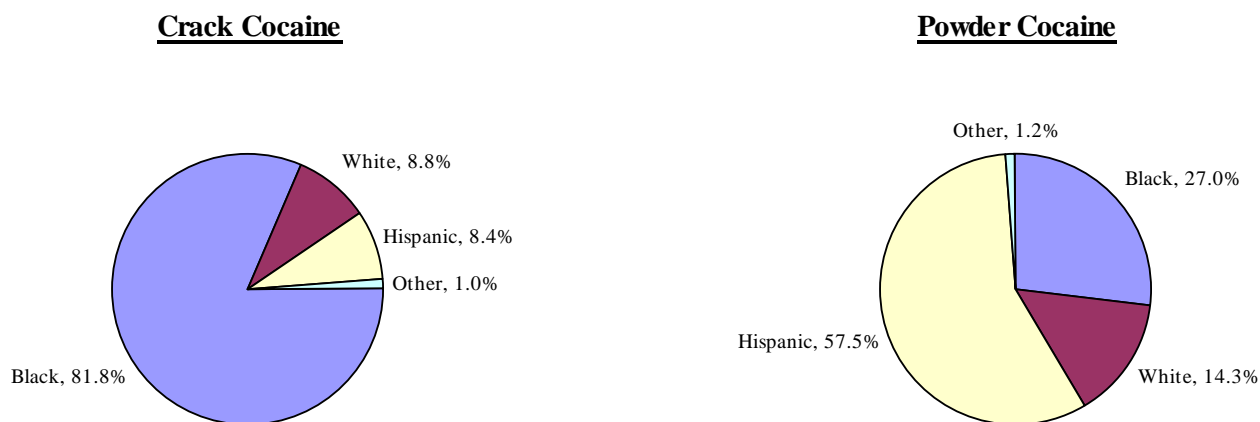 Crack Cocaine
White, 8.8%
Hispanic, 8.4%
Other, 1.0%
Black, 81.8%
Powder Cocaine
Other, 1.2%
Black, 27.0%
Hispanic, 57.5%
White, 14.3%